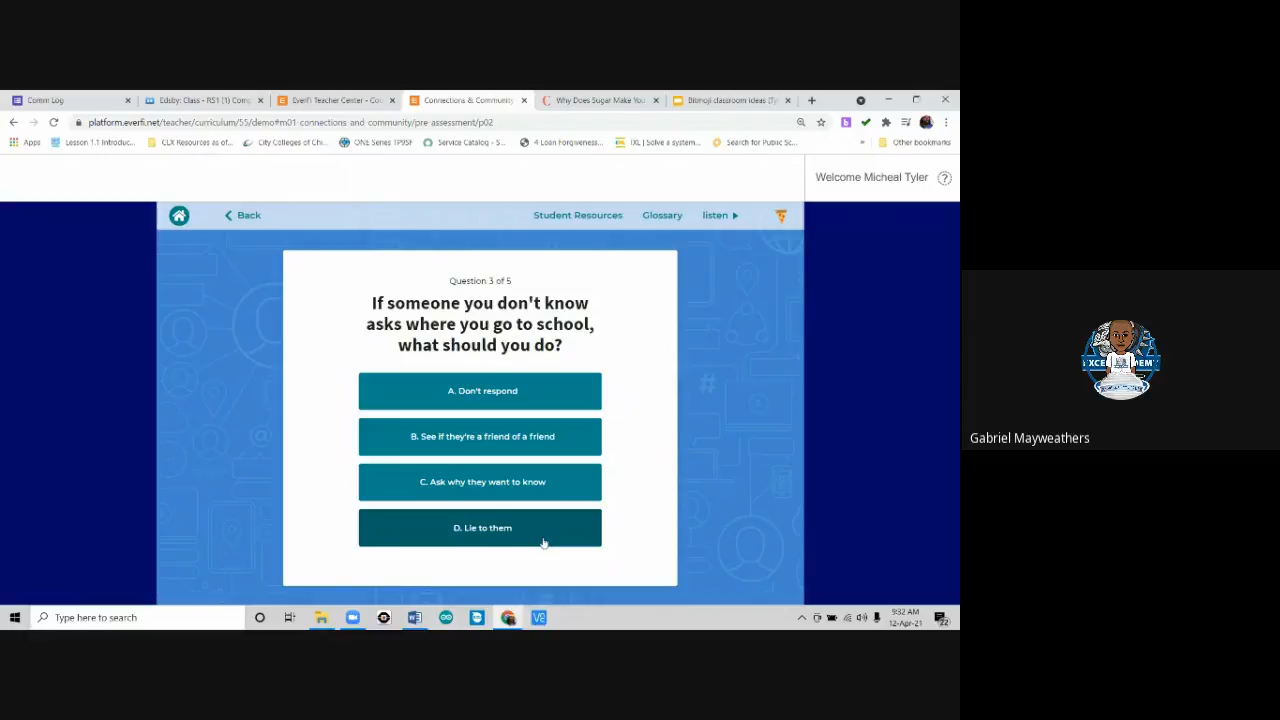 Comm Log
Edsby: Class - RS1 (1) Comp
Everfi Teacher Center - Co
Connections & Community
Why Does Sugar Make You
Bitmoji classroom ideas (Ty
platform.everfi.net/teacher/curriculum/55/demo#m01-connections-and-community/pre-assessment/p02
Apps
Lesson 1.1 Introduc...
CLX Resources as of...
City Colleges of Chi...
ONE Series TP95F
Service Catalog - S...
4 Loan Forgiveness...
IXL | Solve a system...
Search for Public Sc...
»
Other bookmarks
Welcome Micheal Tyler ?
Back
Student Resources
Glossary
listen
Question 3 of 5
If someone you don't know
asks where you go to school,
what should you do?
A. Don't respond
B. See if they're a friend of a friend
C. Ask why they want to know
D. Lie to them
Gabriel Mayweathers
Type here to search
9:32 AM
12-Apr-21
22